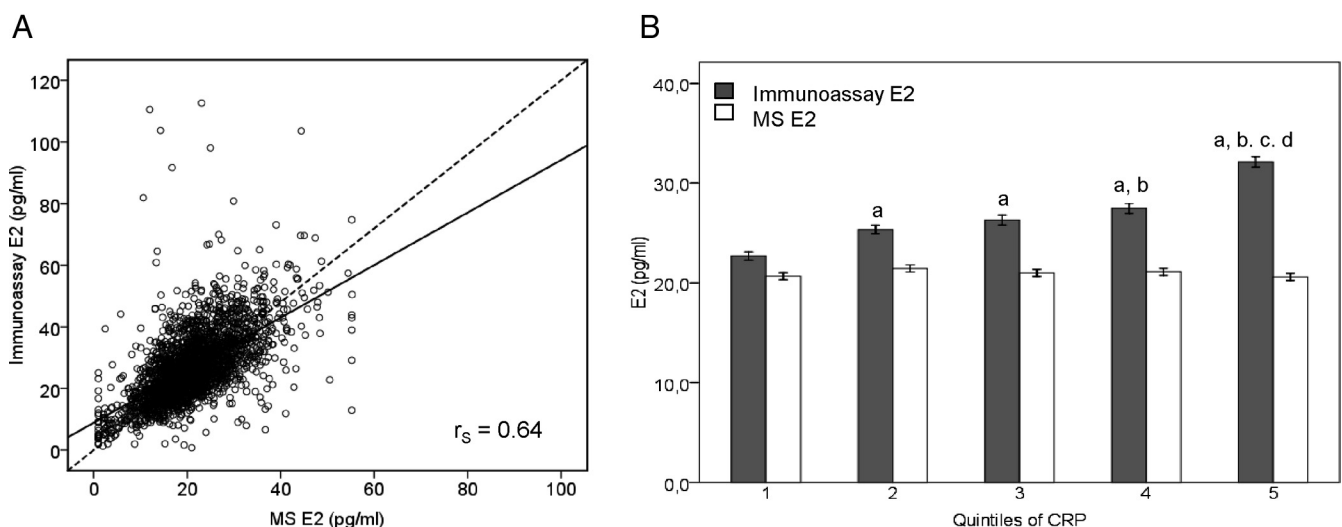 A
Immunoassay E2 (pg/ml)
120
100
80
60
40
20
0
rS = 0.64
0 20 40 60 80 100
MS E2 (pg/ml)
B
E2 (pg/ml)
40,0
30,0
20,0
10,0
0,0
Immunoassay E2
MS E2
a
a
a, b
a, b. c. d
1 2 3 4 5
Quintiles of CRP